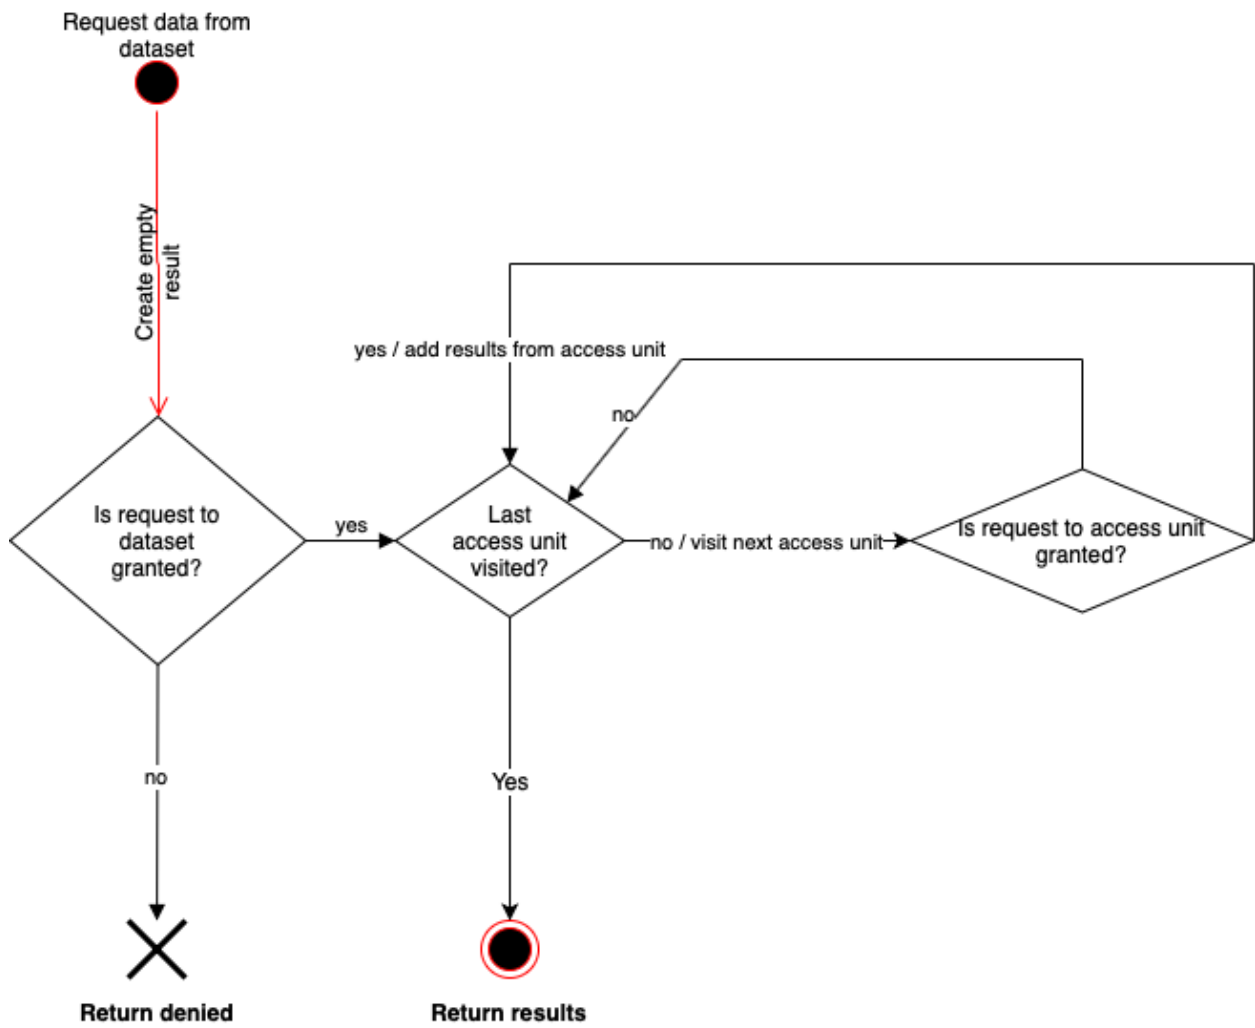 Request data from
dataset
Create empty
result
yes / add results from access unit
no
Is request to
dataset
granted?
yes
Last
access unit
visited?
no / visit next access unit
Is request to access unit
granted?
no
Yes
Return denied
Return results